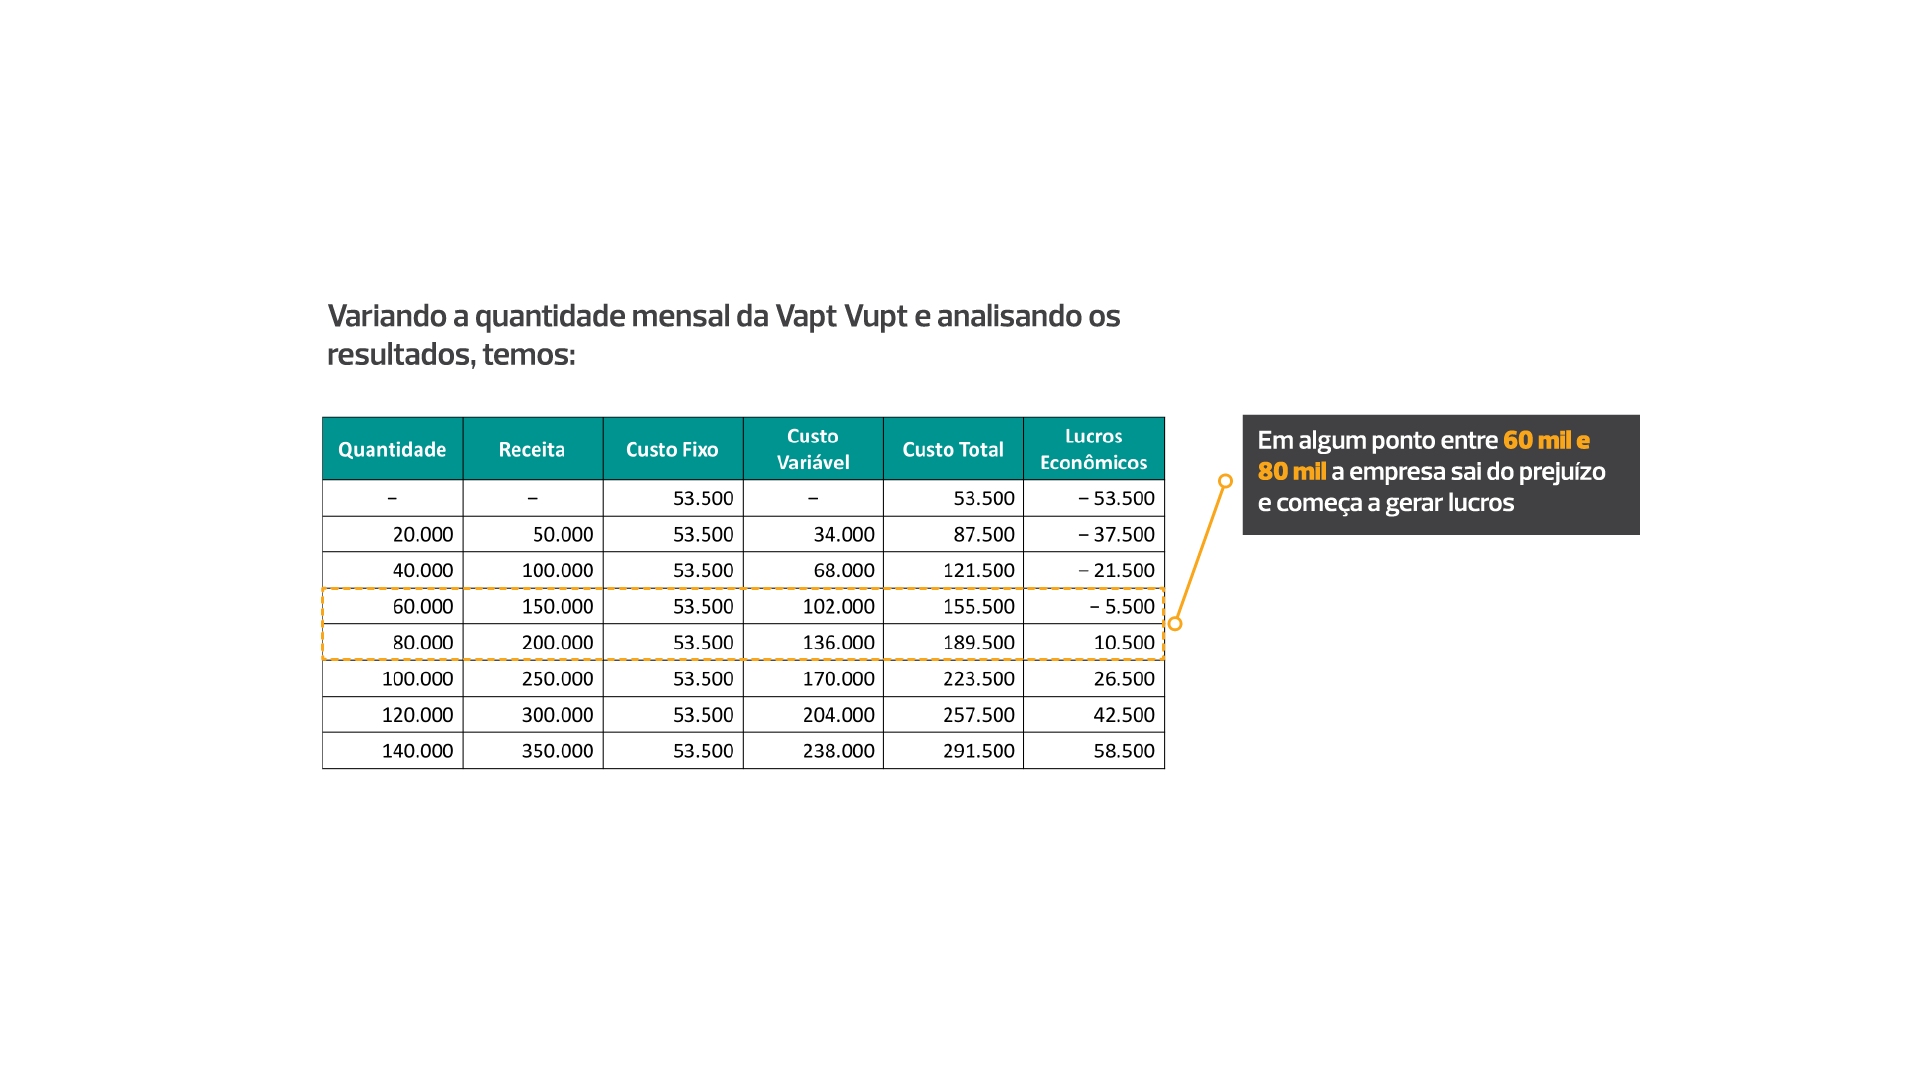 Variando a quantidade mensal da Vapt Vupt e analisando os
resultados, temos:
Quantidade Receita Custo Fixo Custo Variável Custo Total Lucros Econômicos
– – 53.500 – 53.500 – 53.500
20.000 50.000 53.500 34.000 87.500 – 37.500
40.000 100.000 53.500 68.000 121.500 – 21.500
60.000 150.000 53.500 102.000 155.500 – 5.500
80.000 200.000 53.500 136.000 189.500 10.500
100.000 250.000 53.500 170.000 223.500 26.500
120.000 300.000 53.500 204.000 257.500 42.500
140.000 350.000 53.500 238.000 291.500 58.500
Em algum ponto entre 60 mil e
80 mil a empresa sai do prejuízo
e começa a gerar lucros